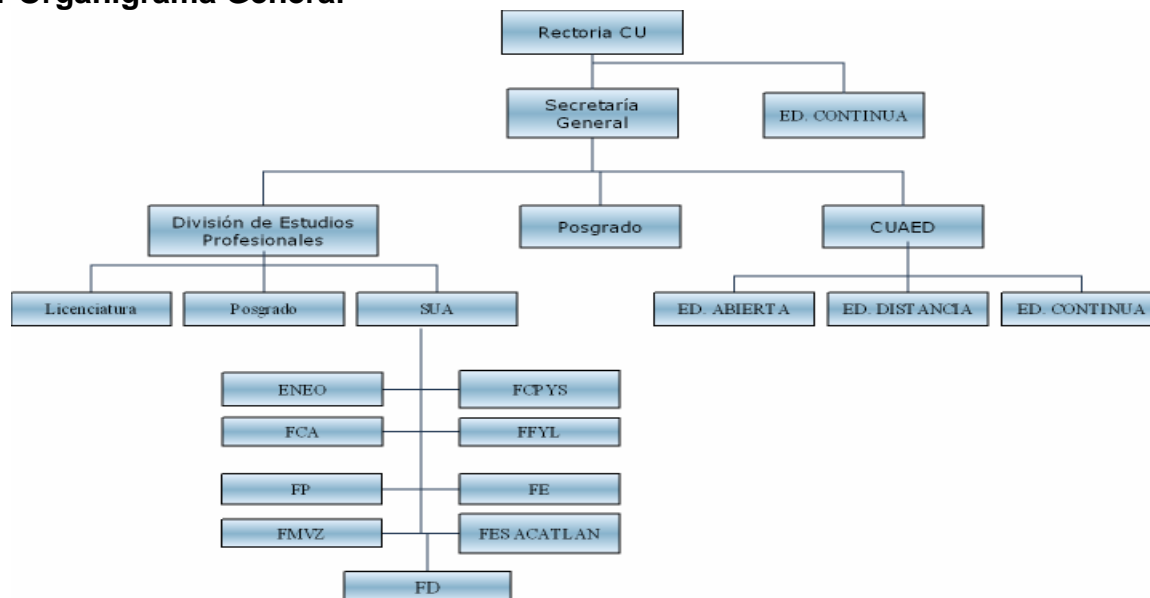 Organigrama General
Rectoria CU
Secretaría
General
ED. CONTINUA
División de Estudios
Profesionales
Posgrado
CUAED
Licenciatura
Posgrado
SUA
ED. ABIERTA
ED. DISTANCIA
ED. CONTINUA
ENEO
FCPYS
FCA
FFYL
FP
FE
FMVZ
FES ACATLAN
FD